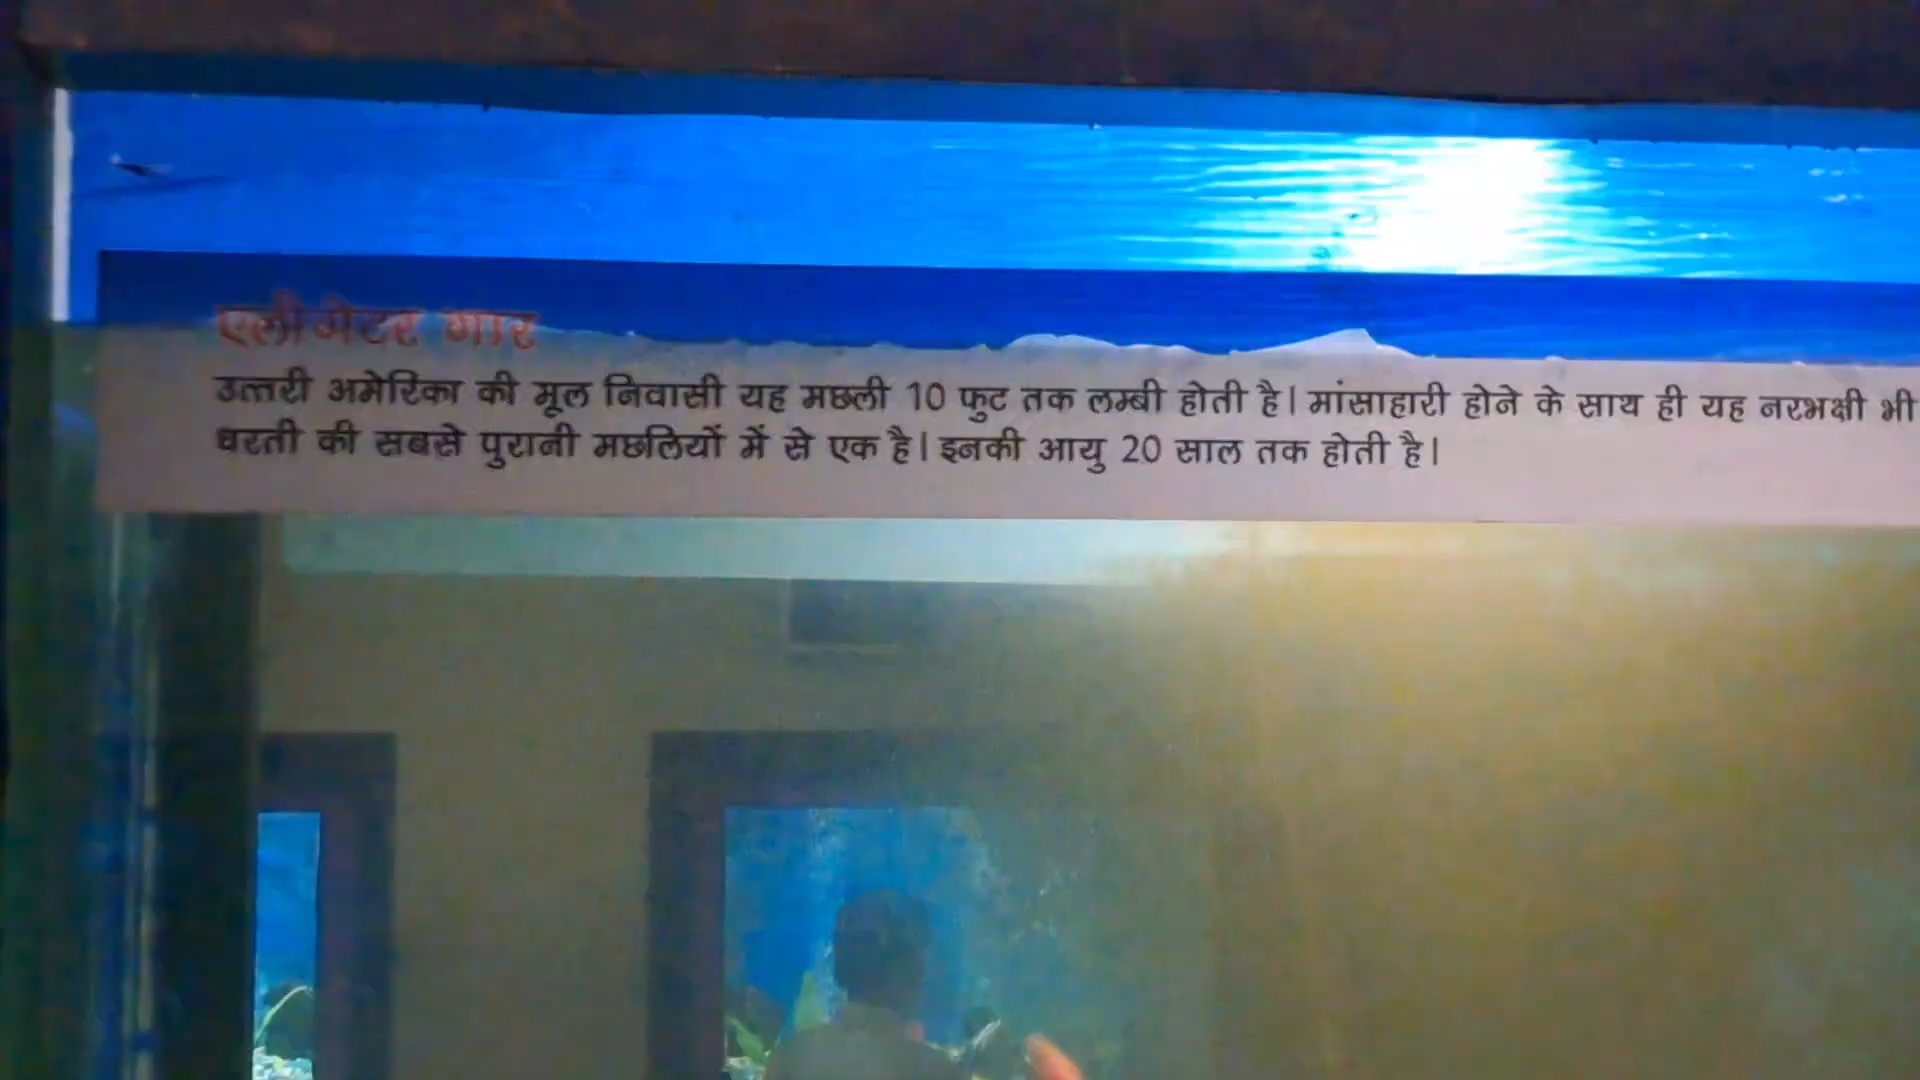 एलीगेटर गार
उत्तरी अमेरिका की मूल निवासी यह मछली 10 फुट तक लम्बी होती है। मांसाहारी होने के साथ ही यह नरभक्षी भी
धरती की सबसे पुरानी मछलियों में से एक है। इनकी आयु 20 साल तक होती है।